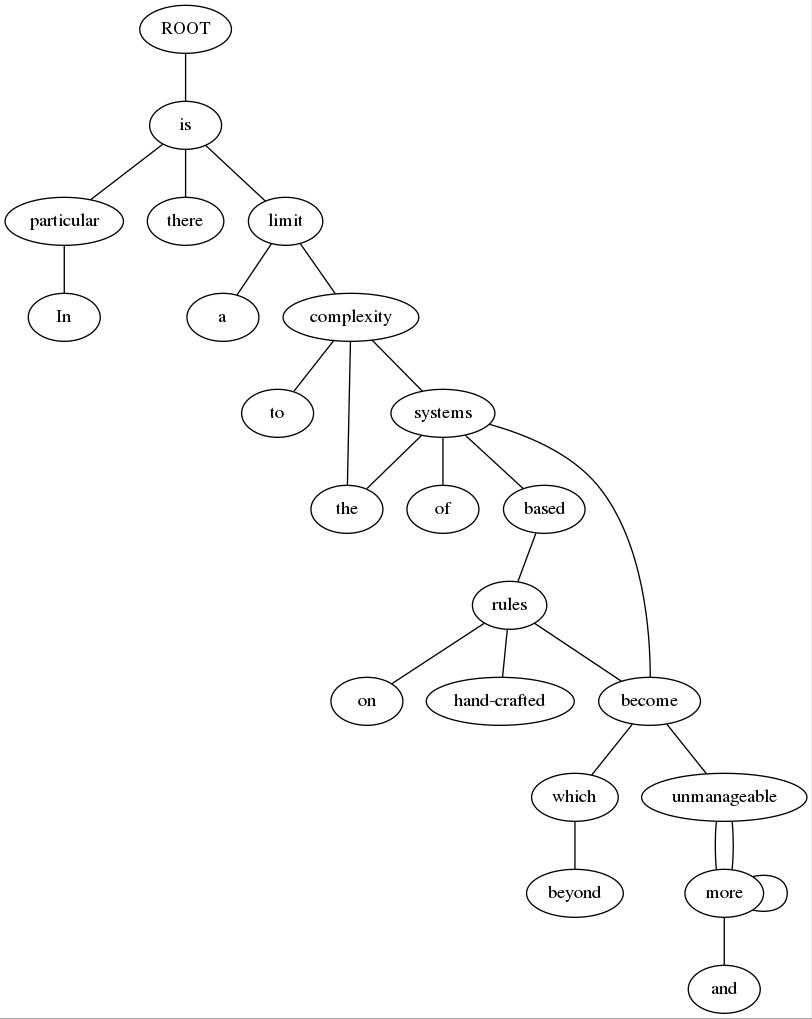 ROOT
is
particular there limit
In a complexity
to systems
the of based
rules
on hand-crafted become
which unmanageable
beyond more
and